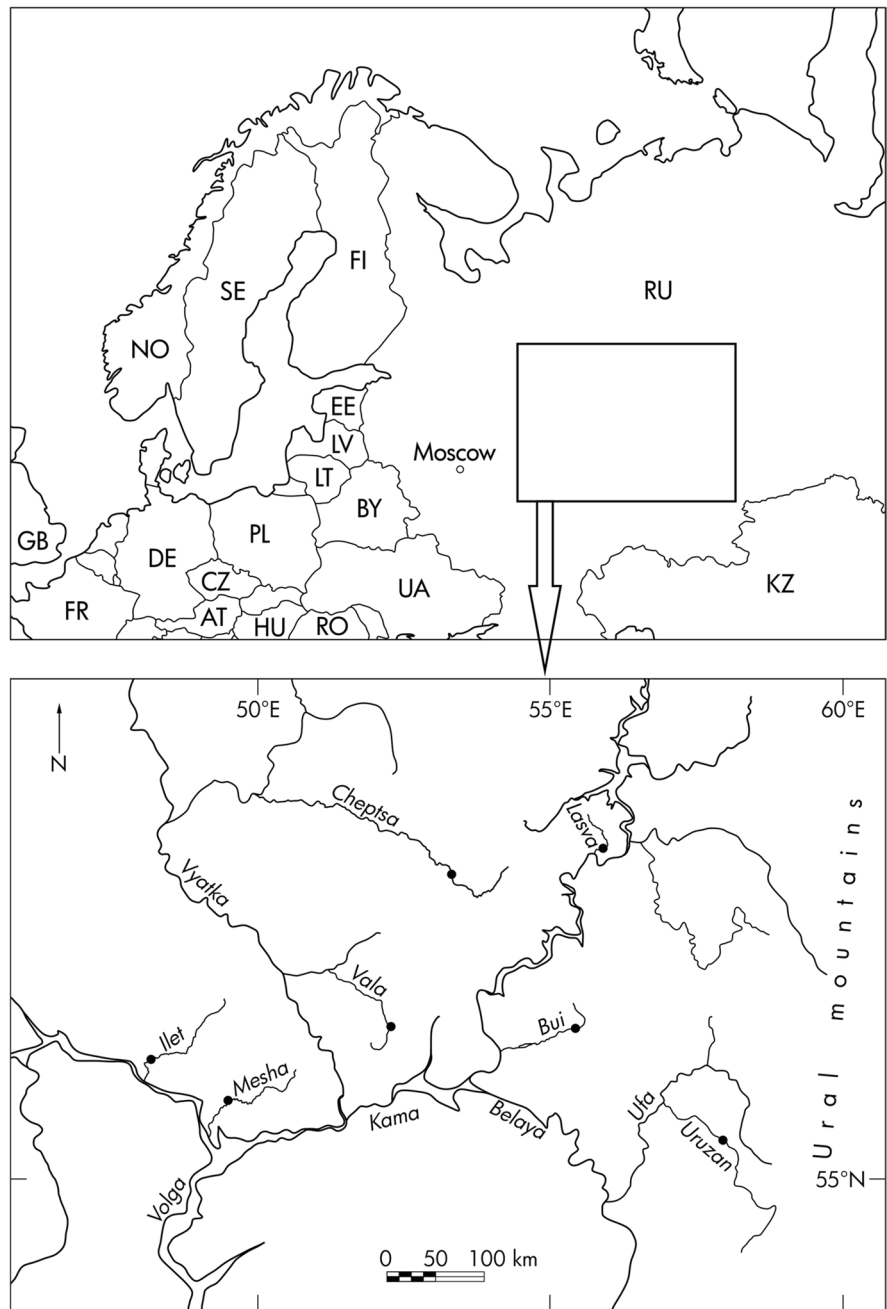 FI
SE
RU
NO
EE
LV
Moscow
LT
BY
GB
PL
DE
CZ
UA
KZ
FR
AT
HU
RO
50°E
55°E
60°E
N
Cheptsa
Lasva
Vyatka
Ural mountains
Vala
Bui
Ilet
Mesha
Kama
Belaya
Ufa
Uruzan
55°N
Volga
0 50 100 km